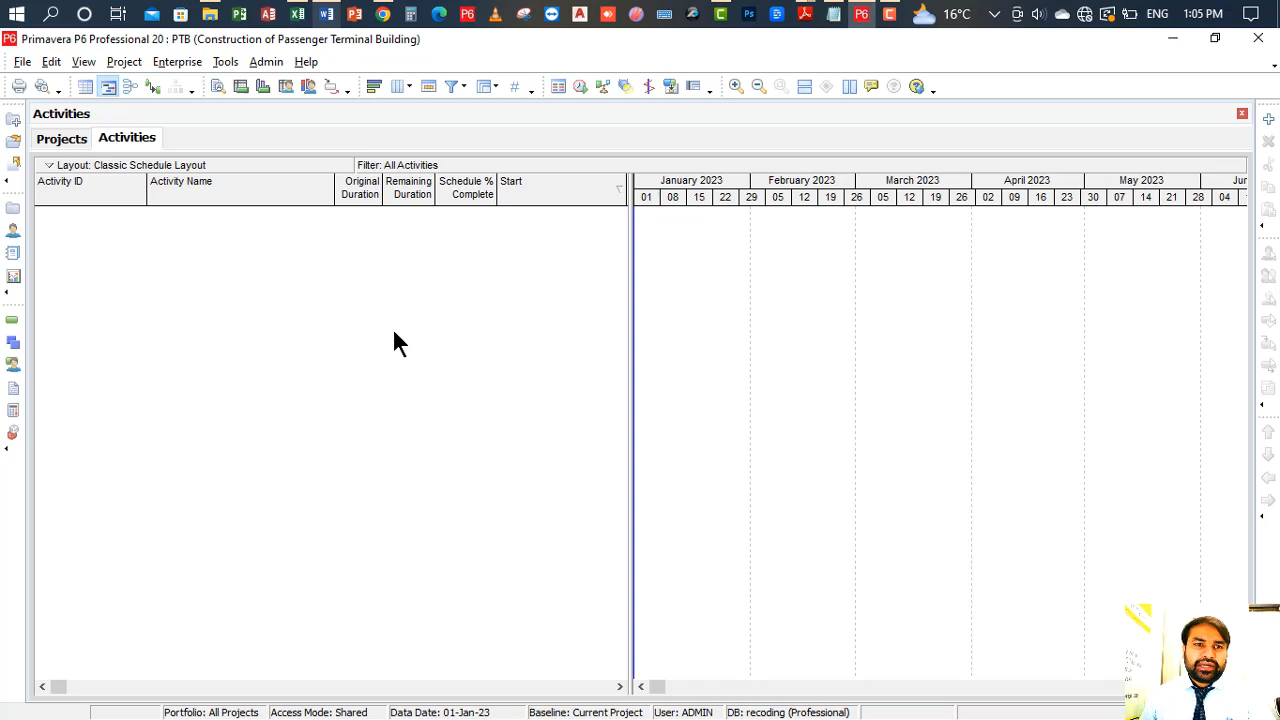 16°C ENG 1:05 PM
P6 Primavera P6 Professional 20 : PTB (Construction of Passenger Terminal Building)
File Edit View Project Enterprise Tools Admin Help
Activities
Projects Activities
Layout: Classic Schedule Layout Filter: All Activities
Activity ID Activity Name Original Duration Remaining Duration Schedule % Complete Start January 2023 February 2023 March 2023 April 2023 May 2023 Jun
01 08 15 22 29 05 12 19 26 05 12 19 26 02 09 16 23 30 07 14 21 28 04
Portfolio: All Projects Access Mode: Shared Data Date: 01-Jan-23 Baseline: Current Project User: ADMIN DB: recoding (Professional)